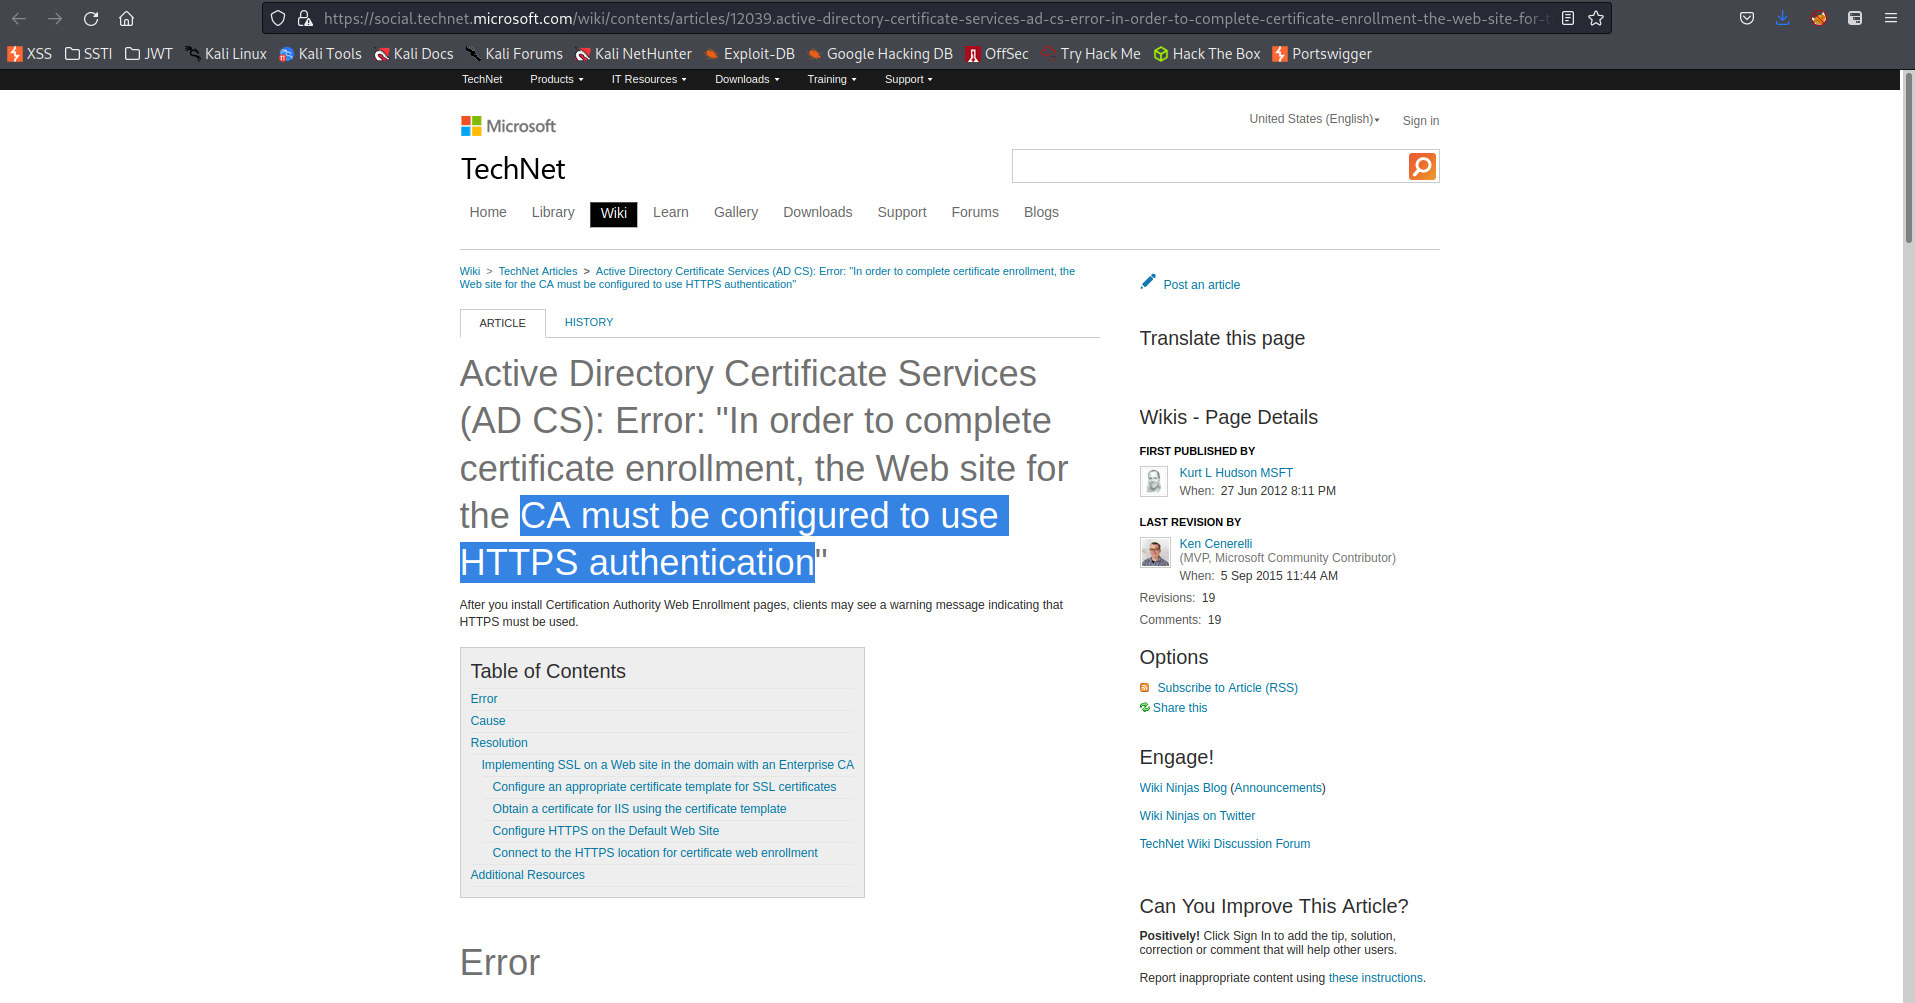 https://social.technet.microsoft.com/wiki/contents/articles/12039.active-directory-certificate-services-ad-cs-error-in-order-to-complete-certificate-enrollment-the-web-site-for-t
XSS SSTI JWT Kali Linux Kali Tools Kali Docs Kali Forums Kali NetHunter Exploit-DB Google Hacking DB OffSec Try Hack Me Hack The Box Portswigger
TechNet Products IT Resources Downloads Training Support
Microsoft
United States (English) Sign in
TechNet
Home Library Wiki Learn Gallery Downloads Support Forums Blogs
Wiki > TechNet Articles > Active Directory Certificate Services (AD CS): Error: "In order to complete certificate enrollment, the
Web site for the CA must be configured to use HTTPS authentication"
ARTICLE HISTORY
Active Directory Certificate Services
(AD CS): Error: "In order to complete
certificate enrollment, the Web site for
the CA must be configured to use
HTTPS authentication"
After you install Certification Authority Web Enrollment pages, clients may see a warning message indicating that
HTTPS must be used.
Table of Contents
Error
Cause
Resolution
Implementing SSL on a Web site in the domain with an Enterprise CA
Configure an appropriate certificate template for SSL certificates
Obtain a certificate for IIS using the certificate template
Configure HTTPS on the Default Web Site
Connect to the HTTPS location for certificate web enrollment
Additional Resources
Error
Post an article
Translate this page
Wikis - Page Details
FIRST PUBLISHED BY
Kurt L Hudson MSFT
When: 27 Jun 2012 8:11 PM
LAST REVISION BY
Ken Cenerelli
(MVP, Microsoft Community Contributor)
When: 5 Sep 2015 11:44 AM
Revisions: 19
Comments: 19
Options
Subscribe to Article (RSS)
Share this
Engage!
Wiki Ninjas Blog (Announcements)
Wiki Ninjas on Twitter
TechNet Wiki Discussion Forum
Can You Improve This Article?
Positively! Click Sign In to add the tip, solution,
correction or comment that will help other users.
Report inappropriate content using these instructions.